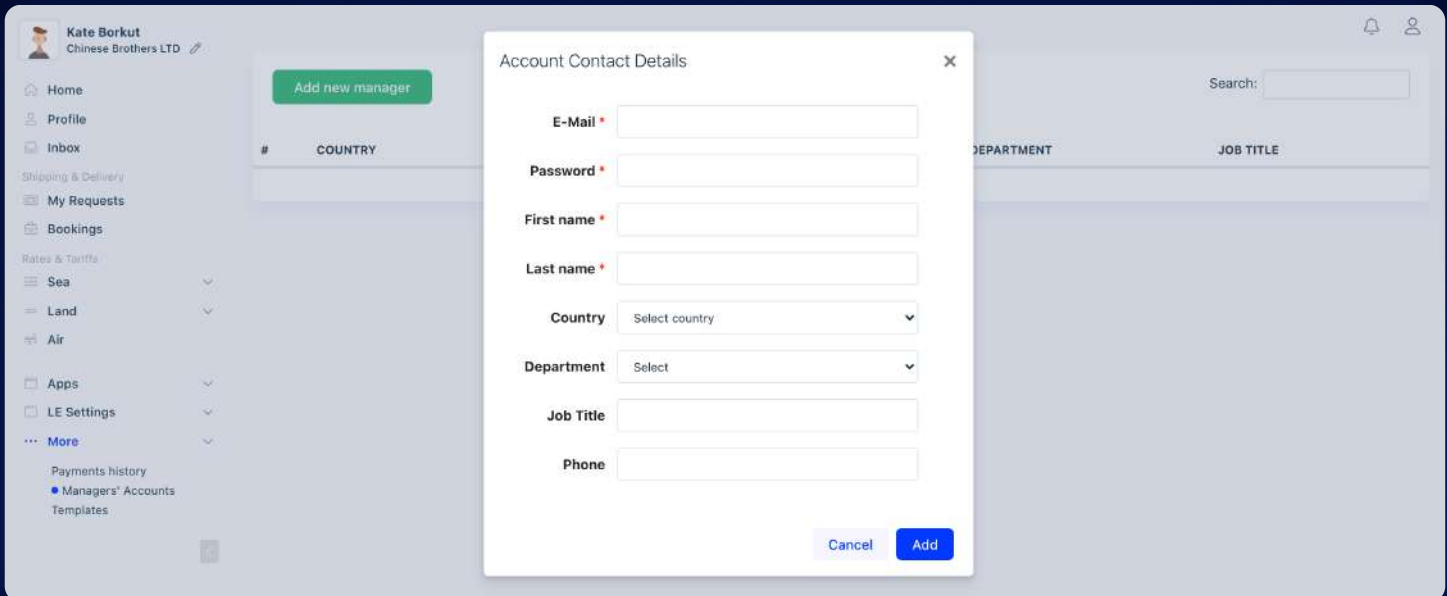 Kate Borkut
Chinese Brothers LTD
Home
Profile
Inbox
Shipping & Delivery
My Requests
Bookings
Rates & Tariffs
Sea
Land
Air
Apps
LE Settings
More
Payments history
Managers' Accounts
Templates
Add new manager
Search:
# COUNTRY DEPARTMENT JOB TITLE
Account Contact Details
E-Mail *
Password *
First name *
Last name *
Country Select country
Department Select
Job Title
Phone
Cancel Add